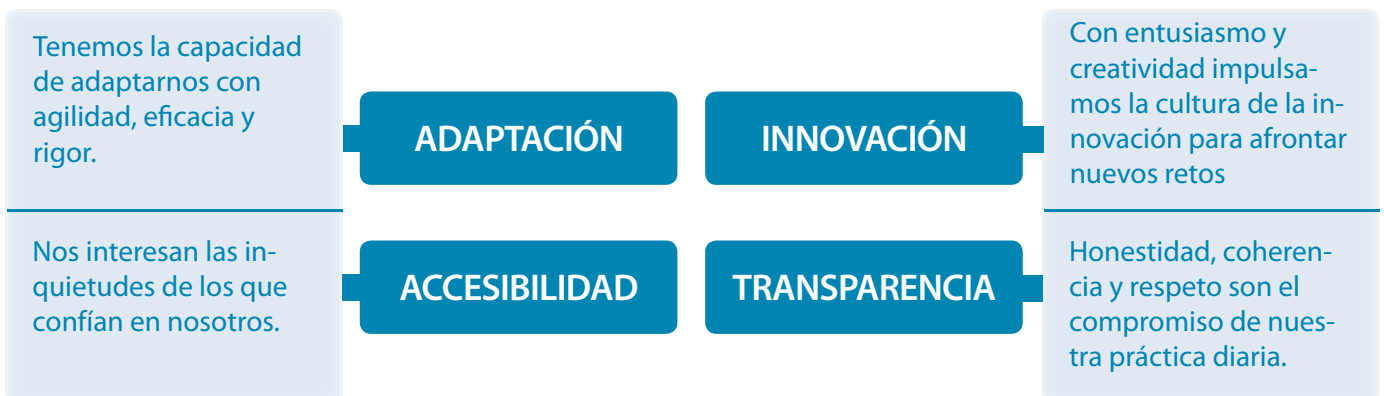 Tenemos la capacidad
de adaptarnos con
agilidad, eficacia y
rigor.
ADAPTACIÓN
INNOVACIÓN
Con entusiasmo y
creatividad impulsa-
mos la cultura de la in-
novación para afrontar
nuevos retos
Nos interesan las in-
quietudes de los que
confían en nosotros.
ACCESIBILIDAD
TRANSPARENCIA
Honestidad, coheren-
cia y respeto son el
compromiso de nues-
tra práctica diaria.